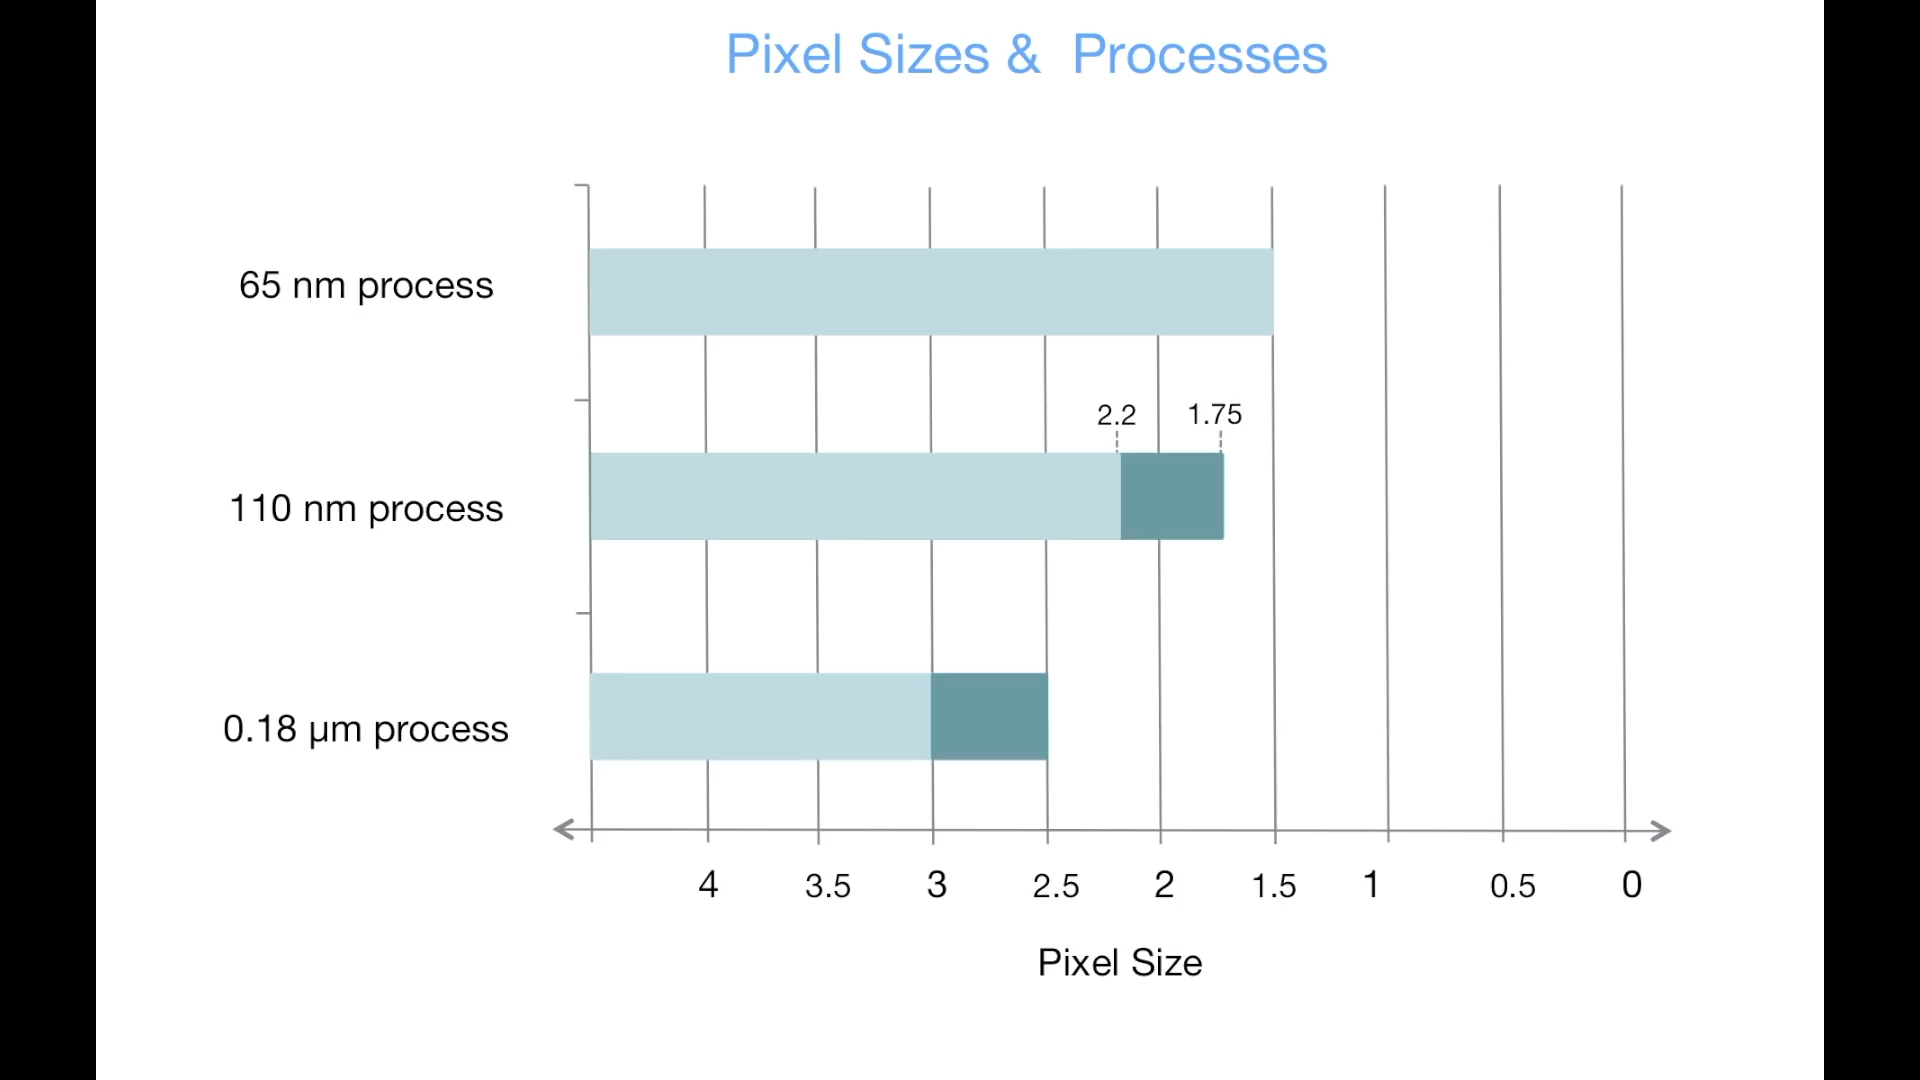 Pixel Sizes & Processes
65 nm process
2.2 1.75
110 nm process
0.18 µm process
4 3.5 3 2.5 2 1.5 1 0.5 0
Pixel Size